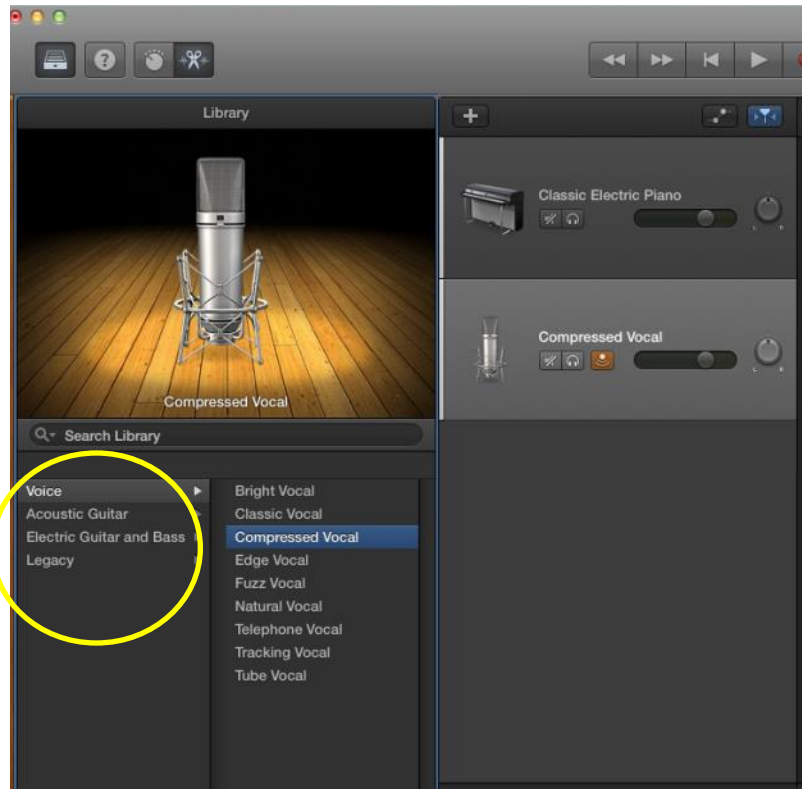 Library
Classic Electric Piano
Compressed Vocal
L R
Compressed Vocal
L R
Search Library
Voice
Acoustic Guitar
Electric Guitar and Bass
Legacy
Bright Vocal
Classic Vocal
Compressed Vocal
Edge Vocal
Fuzz Vocal
Natural Vocal
Telephone Vocal
Tracking Vocal
Tube Vocal